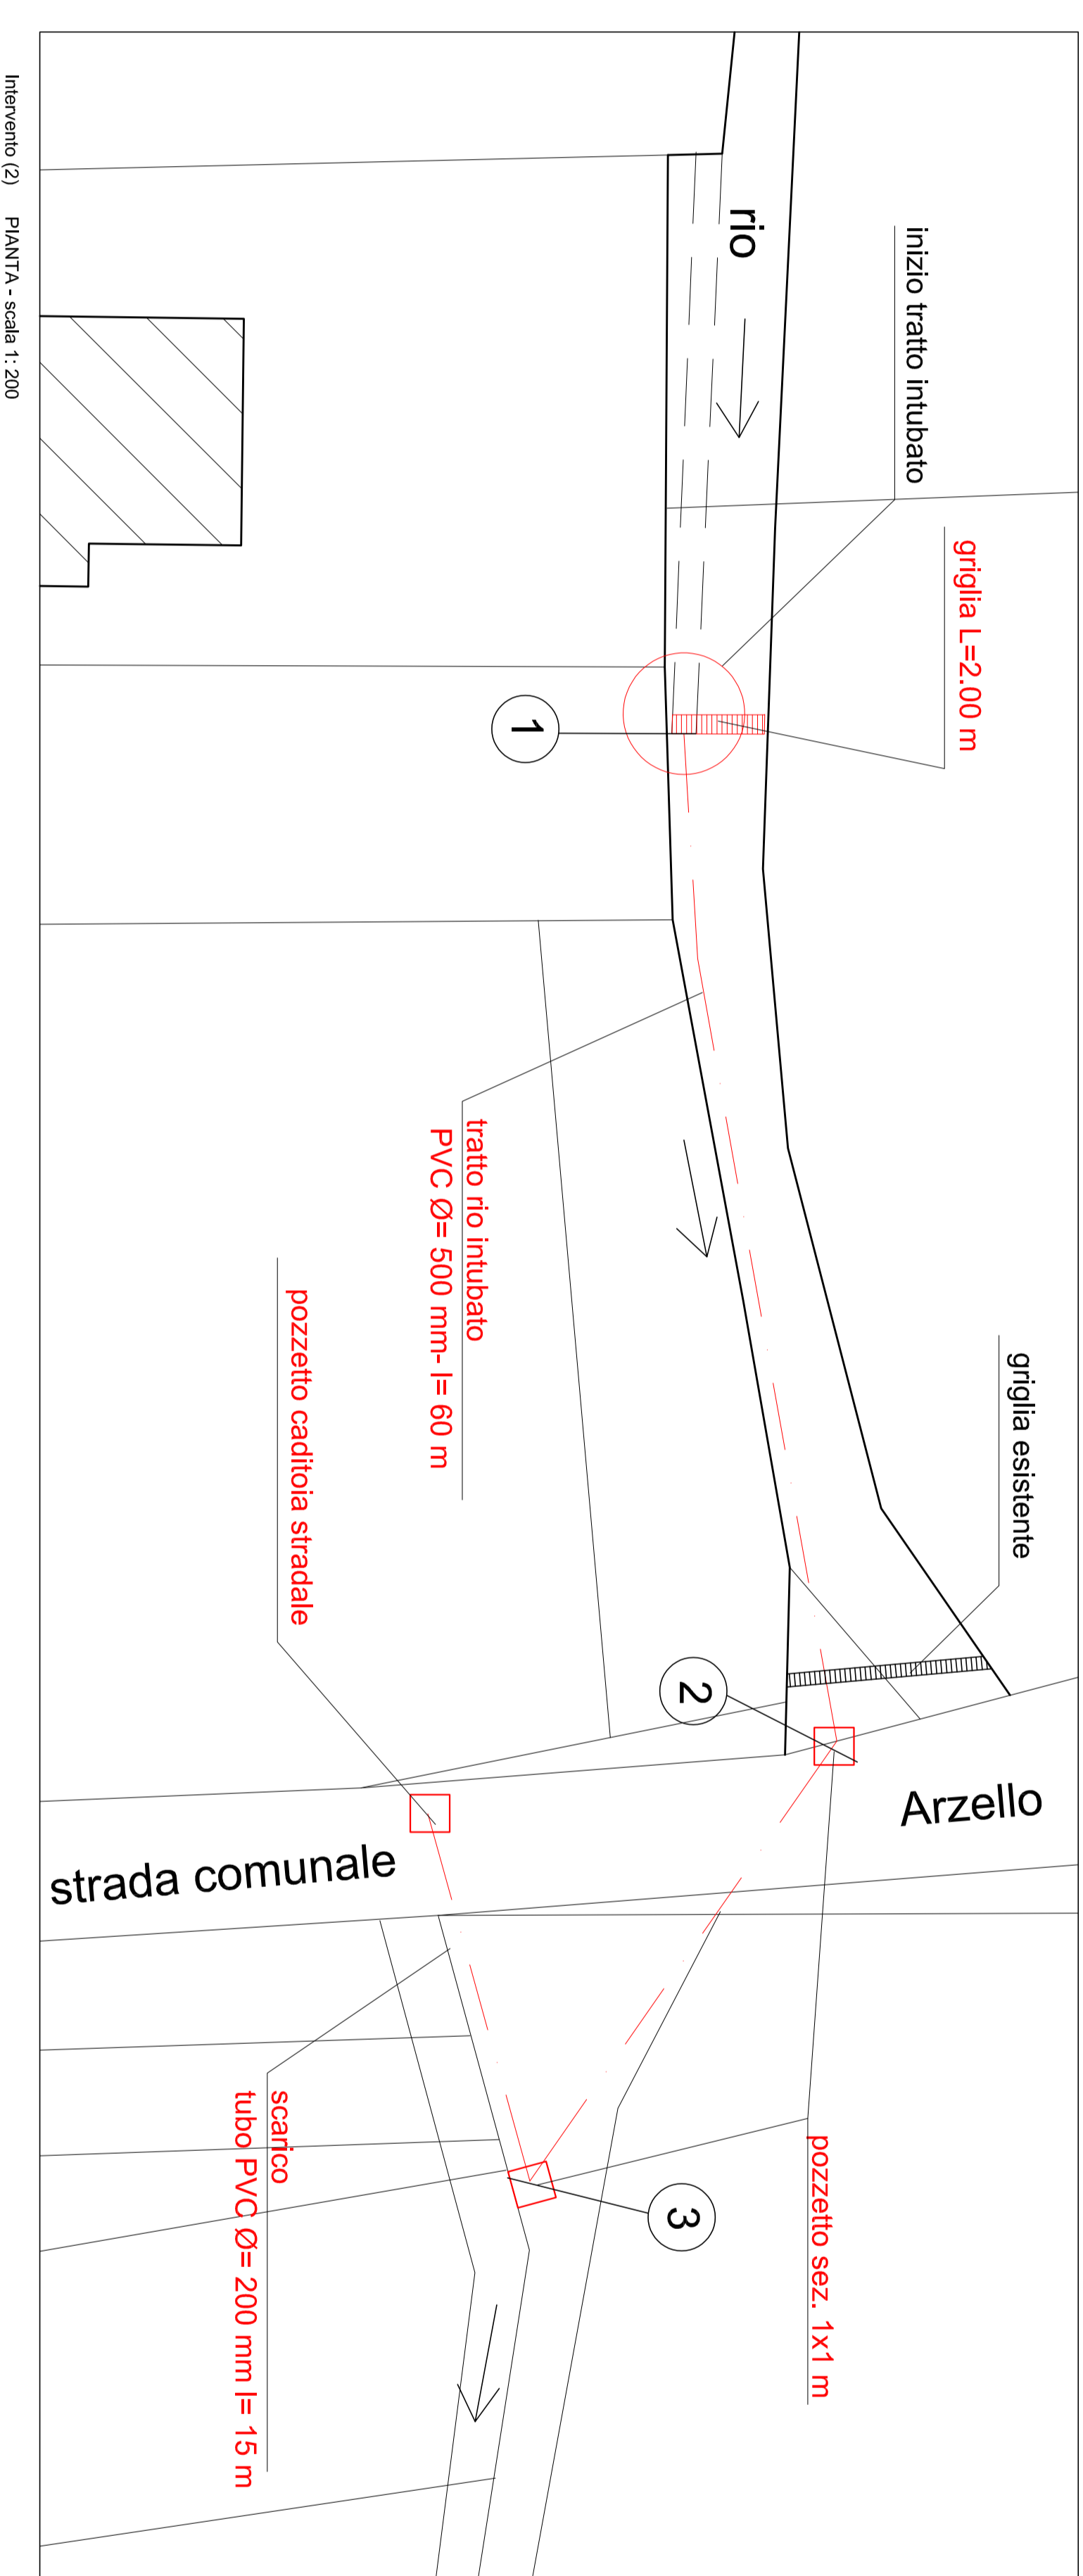 rio
inizio tratto intubato
griglia L=2.00 m
1
tratto rio intubato
PVC Ø= 500 mm- l= 60 m
griglia esistente
pozzetto caditoia stradale
2
Arzello
strada comunale
3
pozzetto sez. 1x1 m
scarico
tubo PVC Ø= 200 mm l= 15 m
Intervento (2) PIANTA - scala 1: 200